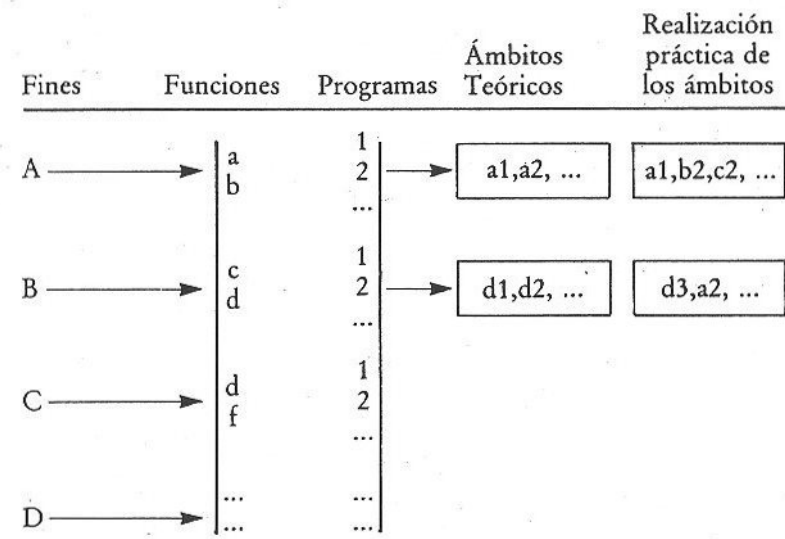 Realización
Ámbitos práctica de
Fines Funciones Programas Teóricos los ámbitos
a 1
A b 2 a1,a2, ... a1,b2,c2, ...
...
c 1
B d 2 d1,d2, ... d3,a2, ...
...
d 1
C f 2
...
... ...
D ... ...